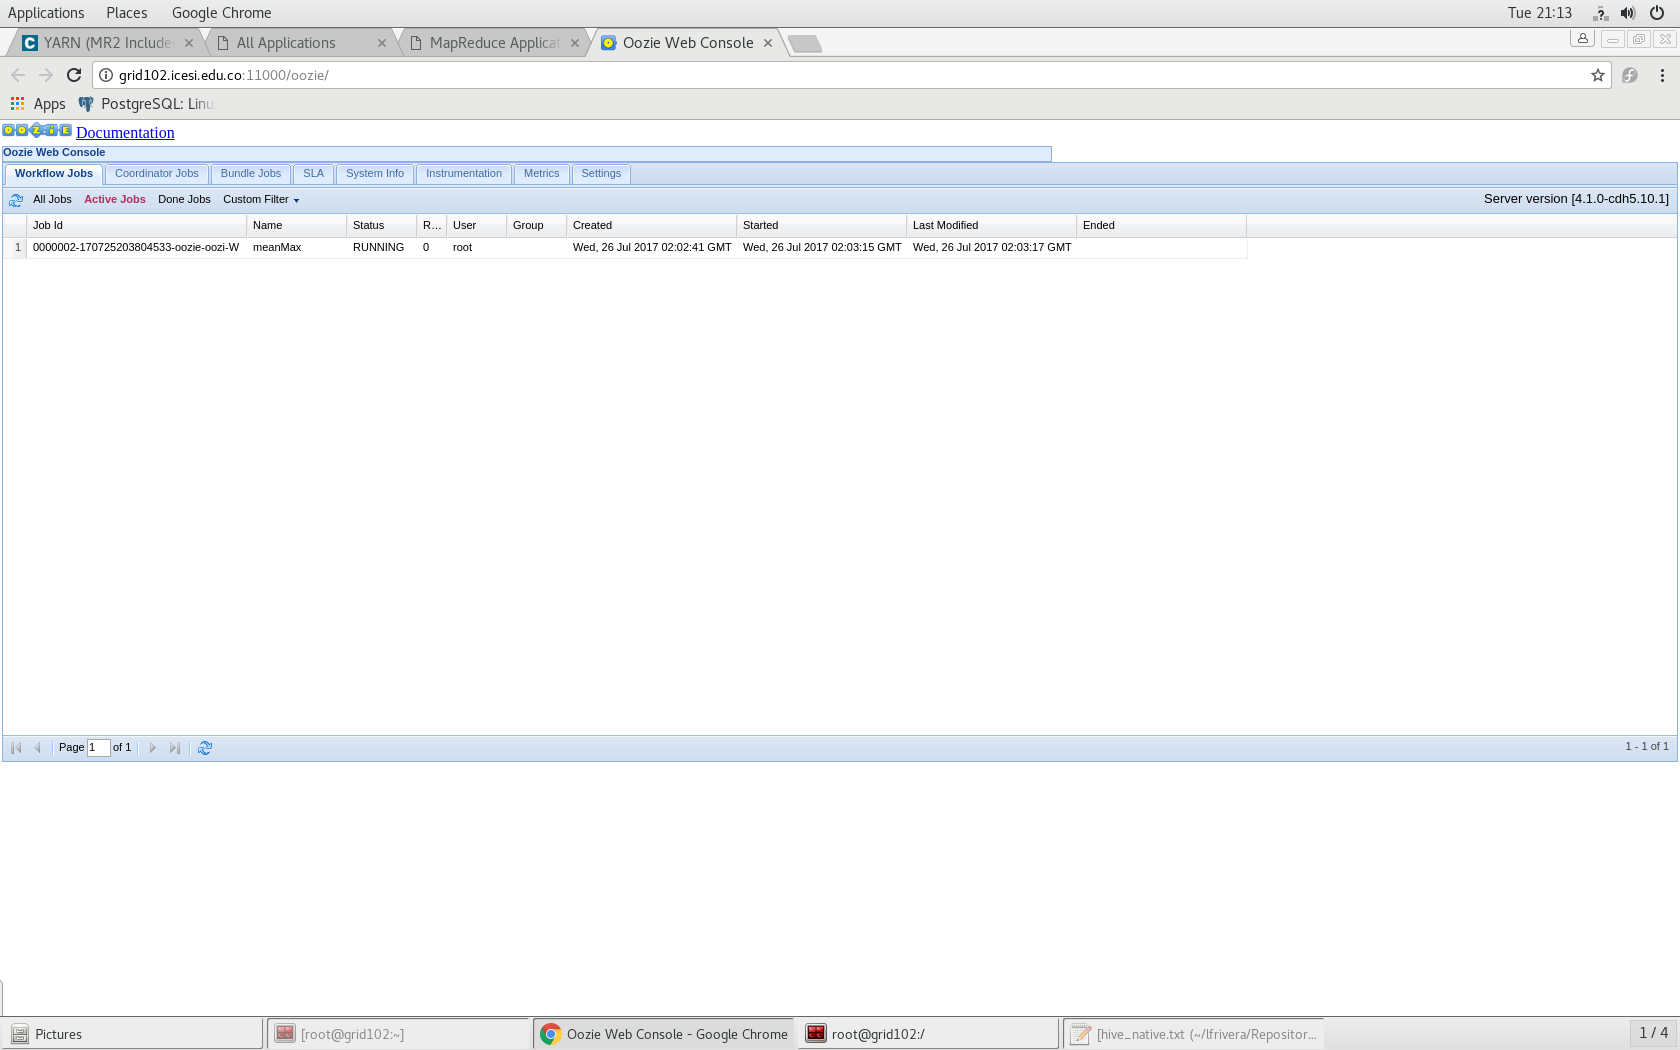 Applications Places Google Chrome Tue 21:13
YARN (MR2 Include All Applications MapReduce Applica Oozie Web Console
grid102.icesi.edu.co:11000/oozie/
Apps PostgreSQL: Linu
OOZIE Documentation
Oozie Web Console
Workflow Jobs Coordinator Jobs Bundle Jobs SLA System Info Instrumentation Metrics Settings
All Jobs Active Jobs Done Jobs Custom Filter Server version [4.1.0-cdh5.10.1]
Job Id Name Status R... User Group Created Started Last Modified Ended
1 0000002-170725203804533-oozie-oozi-W meanMax RUNNING 0 root Wed, 26 Jul 2017 02:02:41 GMT Wed, 26 Jul 2017 02:03:15 GMT Wed, 26 Jul 2017 02:03:17 GMT
Page 1 of 1 1 - 1 of 1
Pictures [root@grid102:~] Oozie Web Console - Google Chrome root@grid102:/ [hive_native.txt (~/lfrivera/Repositor... 1 / 4